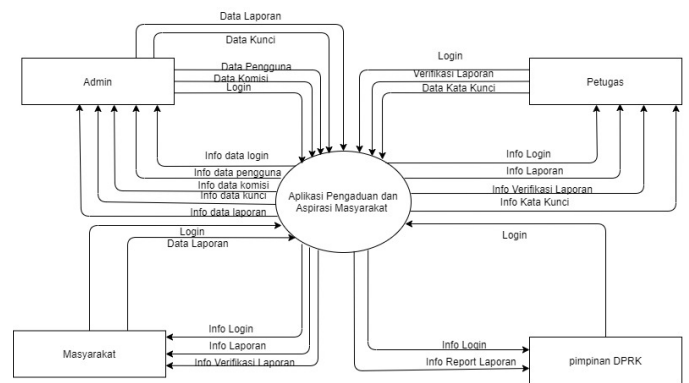 Data Laporan
Data Kunci
Data Pengguna
Data Komisi
Login
Admin
Login
Verifikasi Laporan
Data Kata Kunci
Petugas
Info data login
Info data pengguna
Info data komisi
Info data kunci
Info data laporan
Aplikasi Pengaduan dan
Aspirasi Masyarakat
Info Login
Info Laporan
Info Verifikasi Laporan
Info Kata Kunci
Login
Data Laporan
Login
Masyarakat
Info Login
Info Laporan
Info Verifikasi Laporan
Info Login
Info Report Laporan
pimpinan DPRK